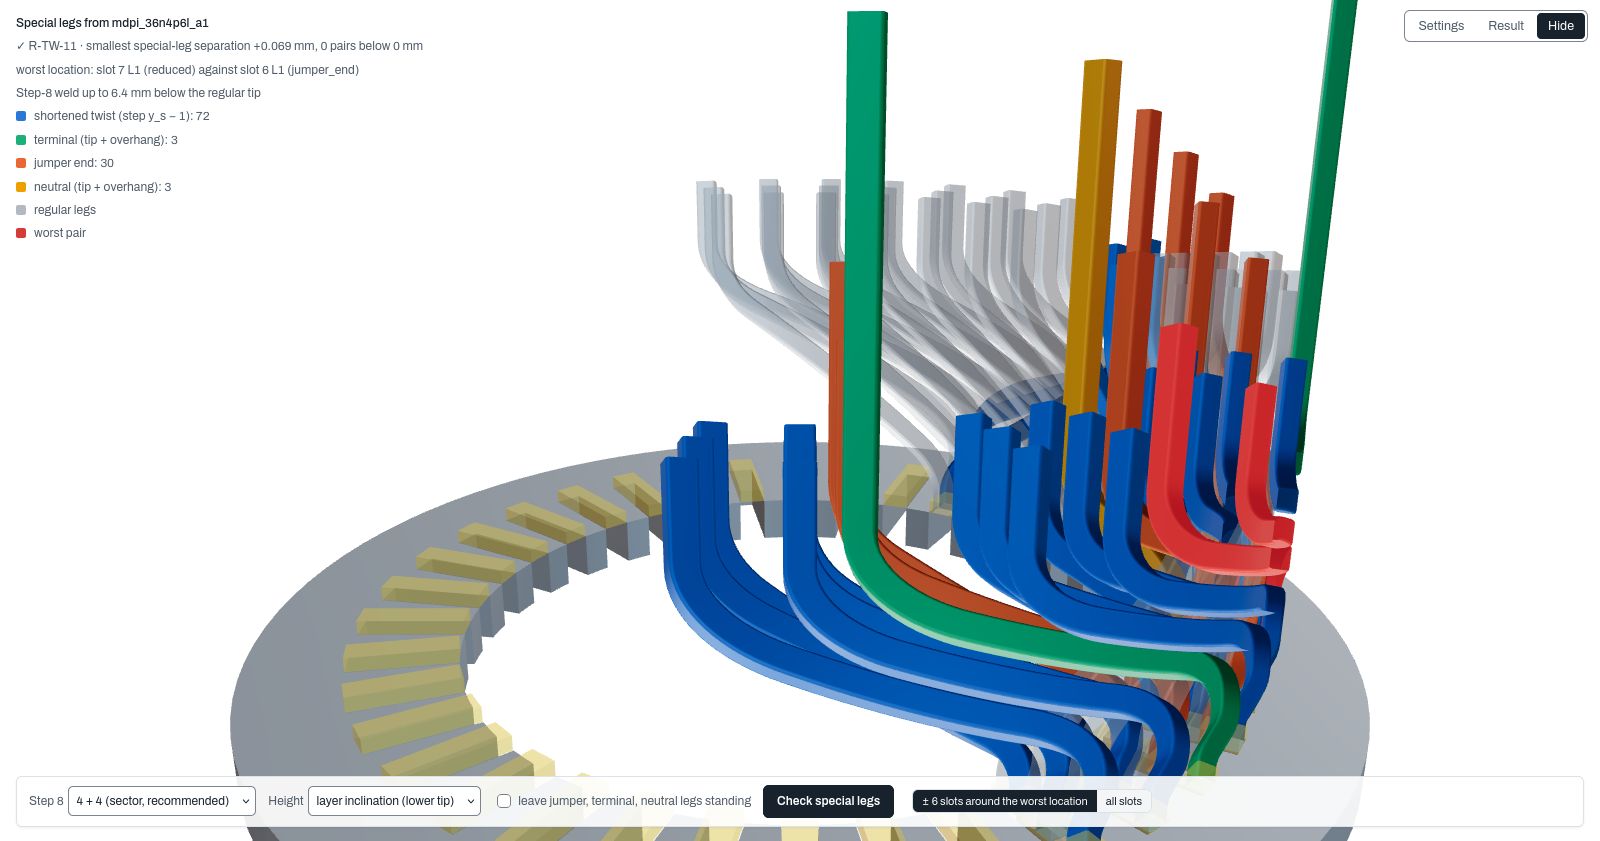 Special legs from mdpi_36n4p6l_a1
✓ R-TW-11 · smallest special-leg separation +0.069 mm, 0 pairs below 0 mm
worst location: slot 7 L1 (reduced) against slot 6 L1 (jumper_end)
Step-8 weld up to 6.4 mm below the regular tip
shortened twist (step y_s − 1): 72
terminal (tip + overhang): 3
jumper end: 30
neutral (tip + overhang): 3
regular legs
worst pair
Settings Result Hide
Step 8 4 + 4 (sector, recommended) Height layer inclination (lower tip) leave jumper, terminal, neutral legs standing Check special legs ± 6 slots around the worst location all slots